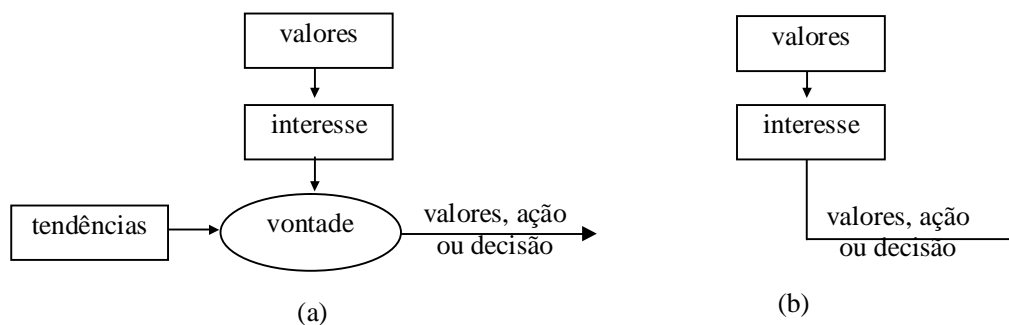 valores
interesse
tendências
vontade
valores, ação
ou decisão
(a)
valores
interesse
valores, ação
ou decisão
(b)